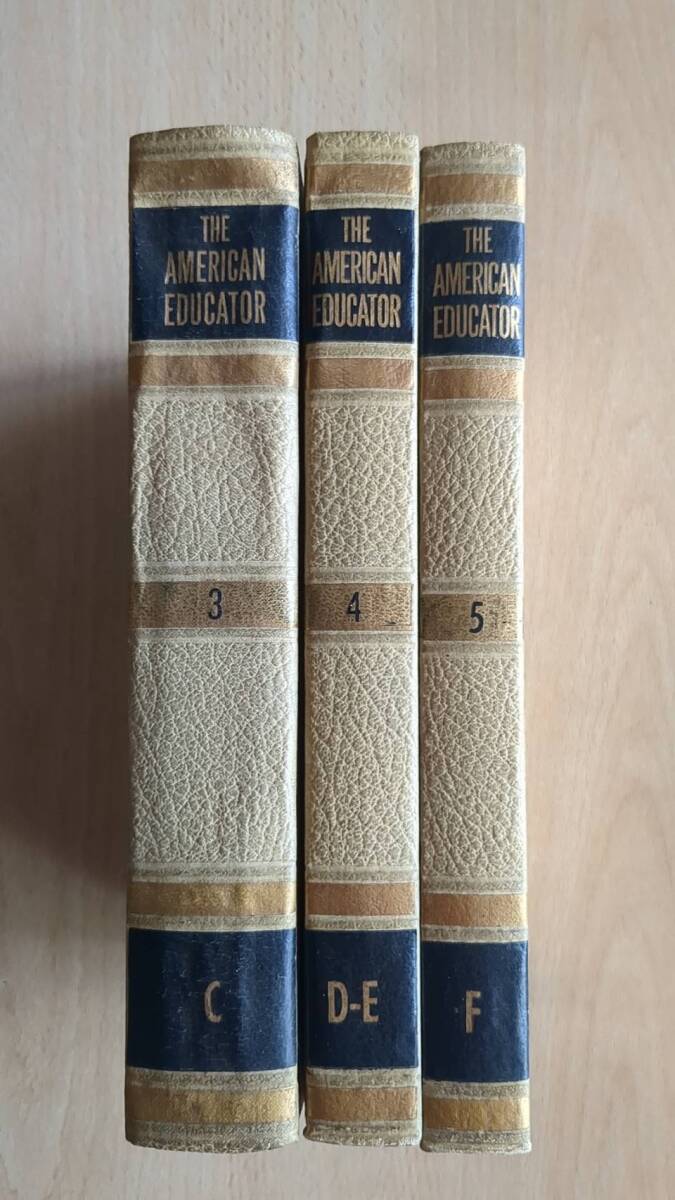 THE
AMERICAN
EDUCATOR
3
C
THE
AMERICAN
EDUCATOR
4
D-E
THE
AMERICAN
EDUCATOR
5
F